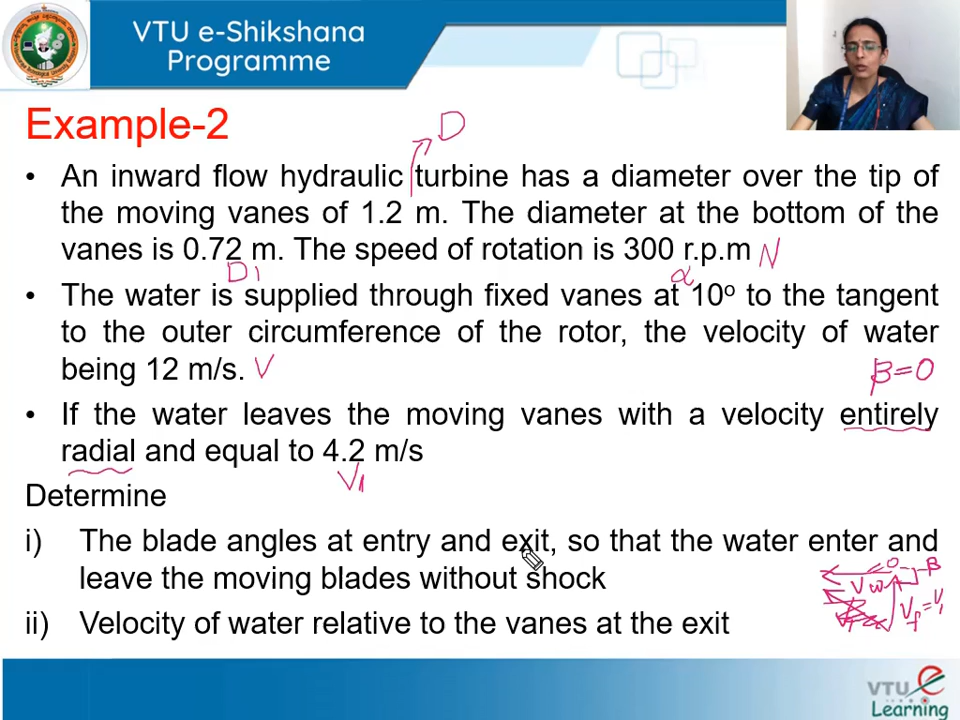 VTU e-Shikshana
Programme
Example-2
D
• An inward flow hydraulic turbine has a diameter over the tip of
the moving vanes of 1.2 m. The diameter at the bottom of the
vanes is 0.72 m. The speed of rotation is 300 r.p.m N
D1 α
• The water is supplied through fixed vanes at 10º to the tangent
to the outer circumference of the rotor, the velocity of water
being 12 m/s. V
β=0
• If the water leaves the moving vanes with a velocity entirely
radial and equal to 4.2 m/s
V1
Determine
i) The blade angles at entry and exit, so that the water enter and
leave the moving blades without shock
ii) Velocity of water relative to the vanes at the exit
VTU e
Learning